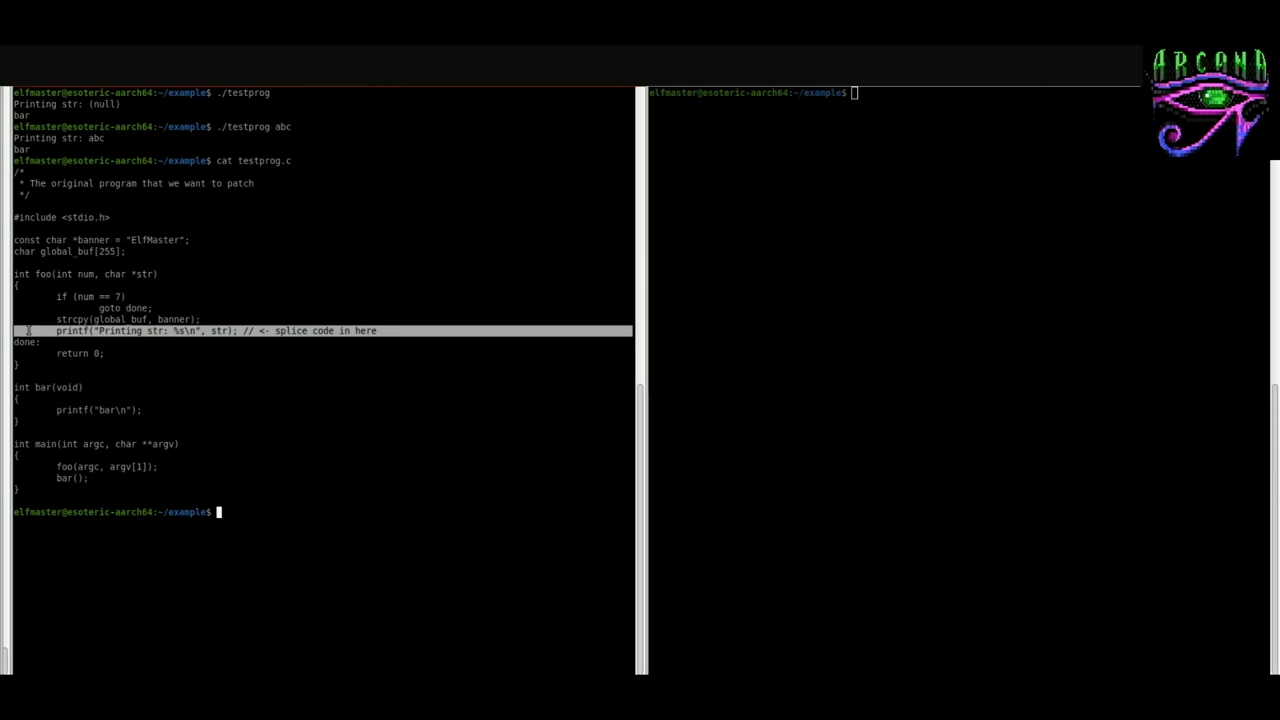 elfmaster@esoteric-aarch64:~/example$ ./testprog
Printing str: (null)
bar
elfmaster@esoteric-aarch64:~/example$ ./testprog abc
Printing str: abc
bar
elfmaster@esoteric-aarch64:~/example$ cat testprog.c
/*
 * The original program that we want to patch
 */
#include <stdio.h>
const char *banner = "ElfMaster";
char global_buf[255];
int foo(int num, char *str)
{
        if (num == 7)
                goto done;
        strcpy(global_buf, banner);
        printf("Printing str: %s\n", str); // <- splice code in here
done:
        return 0;
}
int bar(void)
{
        printf("bar\n");
}
int main(int argc, char **argv)
{
        foo(argc, argv[1]);
        bar();
}
elfmaster@esoteric-aarch64:~/example$
elfmaster@esoteric-aarch64:~/example$
ARCANA